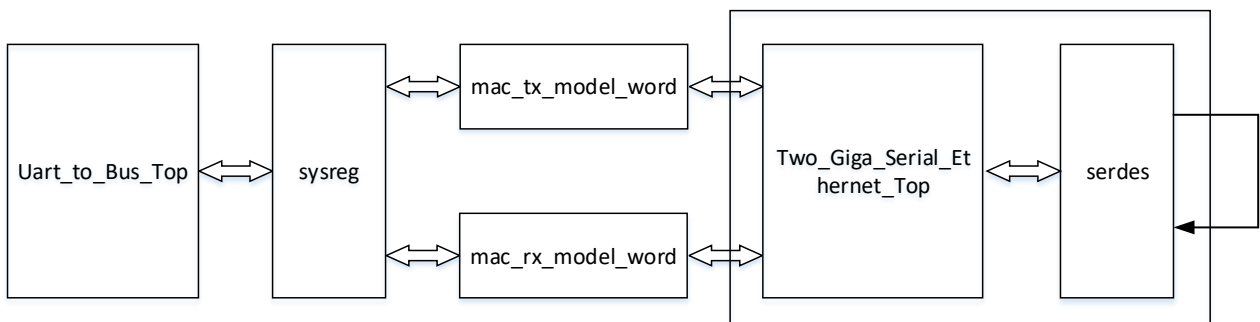 Uart_to_Bus_Top
sysreg
mac_tx_model_word
mac_rx_model_word
Two_Giga_Serial_Et
hernet_Top
serdes